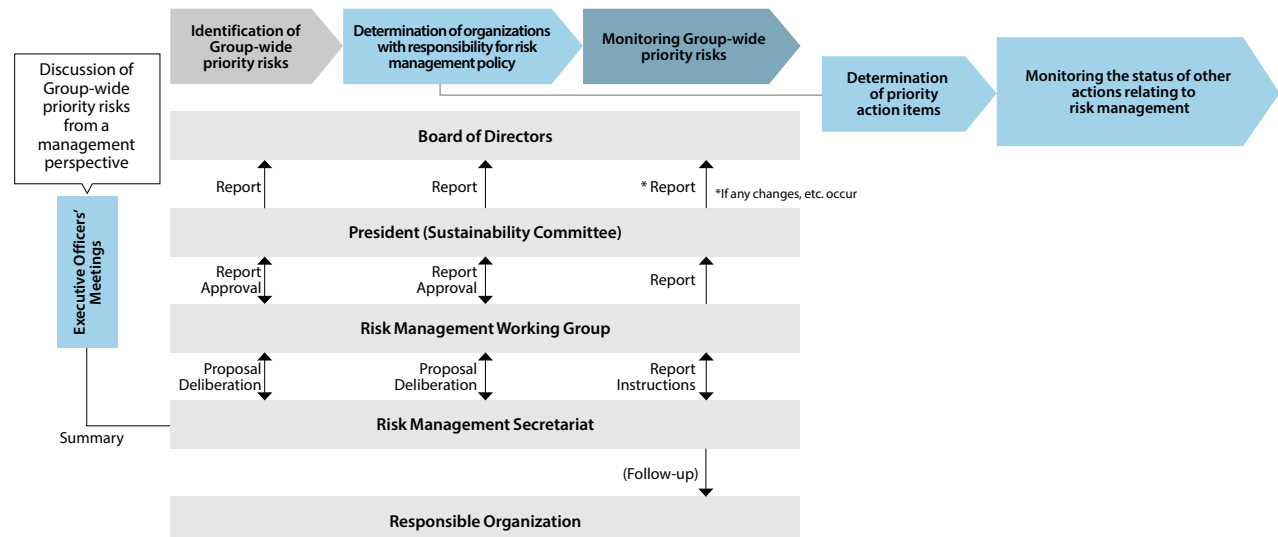 Identification of
Group-wide
priority risks
Determination of organizations
with responsibility for risk
management policy
Monitoring Group-wide
priority risks
Determination
of priority
action items
Monitoring the status of other
actions relating to
risk management
Discussion of
Group-wide
priority risks
from a
management
perspective
Executive Officers’
Meetings
Summary
Board of Directors
Report
Report
* Report
*If any changes, etc. occur
President (Sustainability Committee)
Report
Approval
Report
Approval
Report
Risk Management Working Group
Proposal
Deliberation
Proposal
Deliberation
Report
Instructions
Risk Management Secretariat
(Follow-up)
Responsible Organization